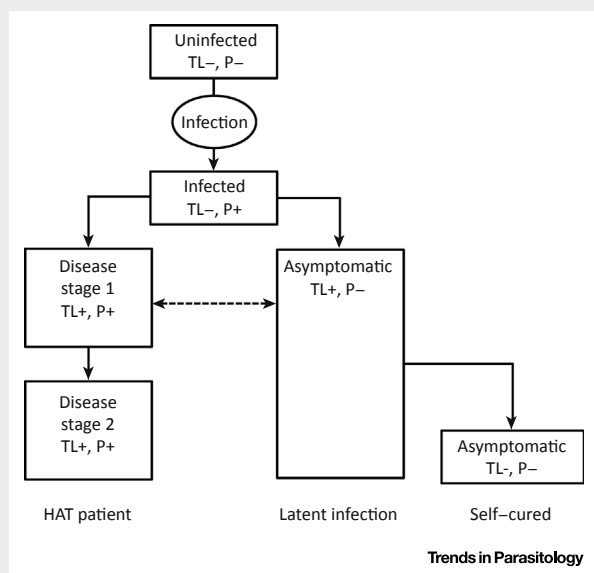 Uninfected
TL−, P−
Infection
Infected
TL−, P+
Disease
stage 1
TL+, P+
Asymptomatic
TL+, P−
Disease
stage 2
TL+, P+
Asymptomatic
TL-, P−
HAT patient
Latent infection
Self−cured
Trends in Parasitology